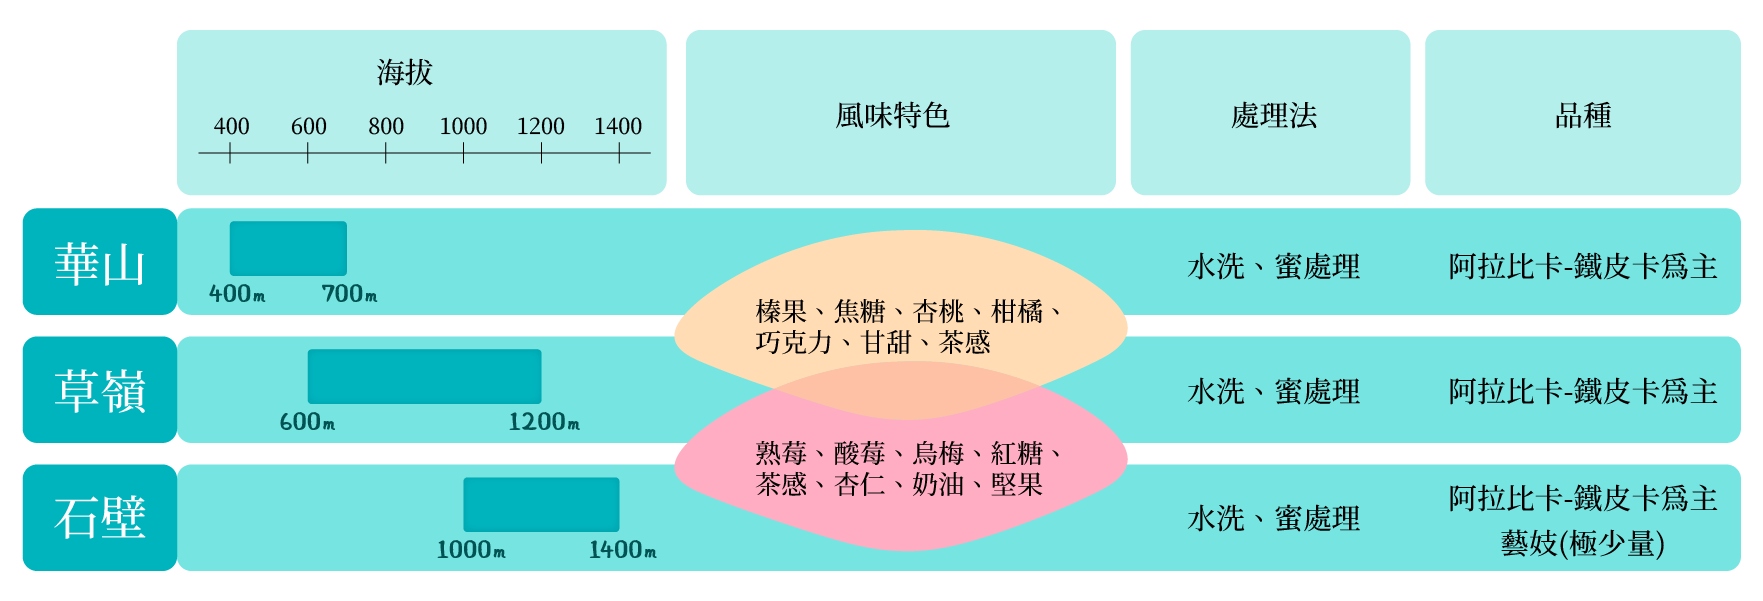 海拔
400 600 800 1000 1200 1400
風味特色
處理法
品種
華山
400m 700m
榛果、焦糖、杏桃、柑橘、
巧克力、甘甜、茶感
水洗、蜜處理
阿拉比卡-鐵皮卡爲主
草嶺
600m 1200m
水洗、蜜處理
阿拉比卡-鐵皮卡爲主
石壁
1000m 1400m
熟莓、酸莓、烏梅、紅糖、
茶感、杏仁、奶油、堅果
水洗、蜜處理
阿拉比卡-鐵皮卡爲主
藝妓(極少量)